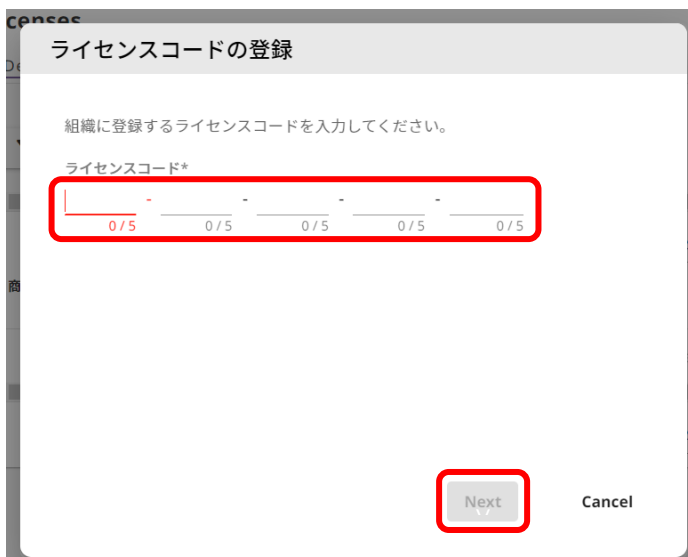 censes
ライセンスコードの登録
De
組織に登録するライセンスコードを入力してください。
ライセンスコード*
- - - -
0 / 5 0 / 5 0 / 5 0 / 5 0 / 5
商
Next Cancel